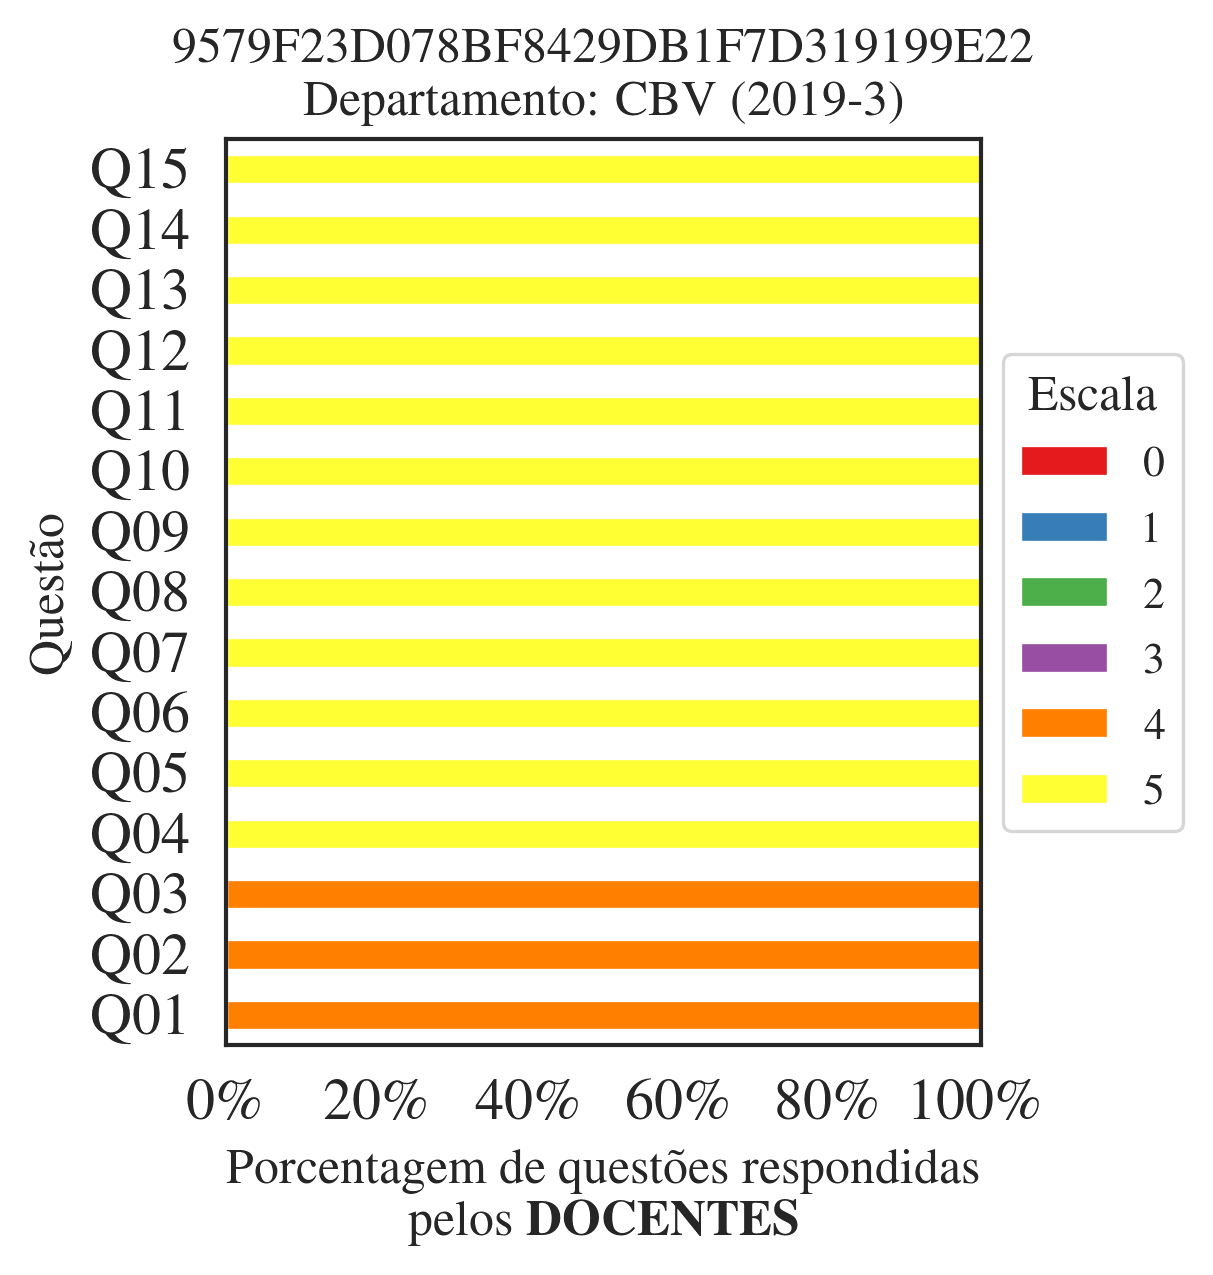 9579F23D078BF8429DB1F7D319199E22
Departamento: CBV (2019-3)
Q15
Q14
Q13
Q12
Q11
Q10
Q09
Q08
Q07
Q06
Q05
Q04
Q03
Q02
Q01
Questão
0% 20% 40% 60% 80% 100%
Porcentagem de questões respondidas
pelos DOCENTES
Escala
0
1
2
3
4
5